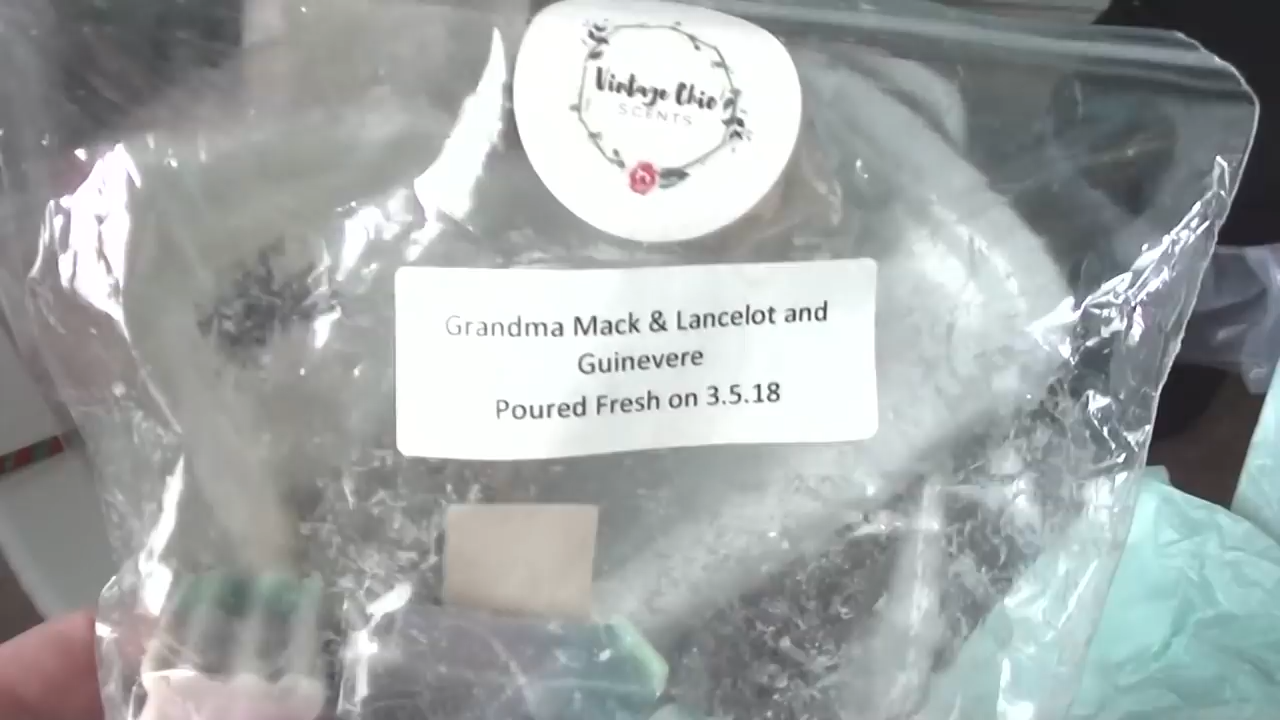 Vintage Chic
SCENTS
Grandma Mack & Lancelot and
Guinevere
Poured Fresh on 3.5.18